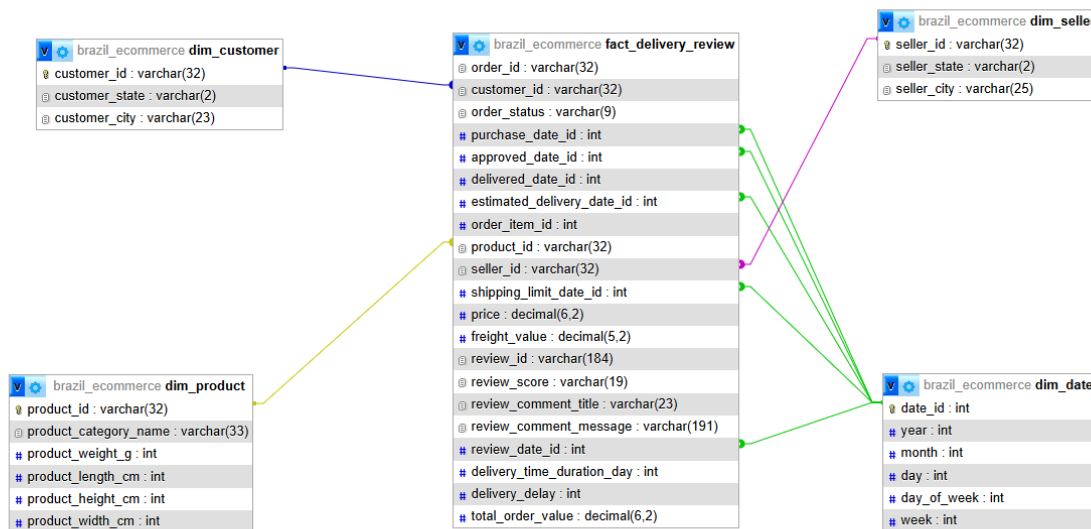 brazil_ecommerce dim_customer
customer_id : varchar(32)
customer_state : varchar(2)
customer_city : varchar(23)
brazil_ecommerce fact_delivery_review
order_id : varchar(32)
customer_id : varchar(32)
order_status : varchar(9)
# purchase_date_id : int
# approved_date_id : int
# delivered_date_id : int
# estimated_delivery_date_id : int
# order_item_id : int
product_id : varchar(32)
seller_id : varchar(32)
# shipping_limit_date_id : int
# price : decimal(6,2)
# freight_value : decimal(5,2)
review_id : varchar(184)
review_score : varchar(19)
review_comment_title : varchar(23)
review_comment_message : varchar(191)
# review_date_id : int
# delivery_time_duration_day : int
# delivery_delay : int
# total_order_value : decimal(6,2)
brazil_ecommerce dim_seller
seller_id : varchar(32)
seller_state : varchar(2)
seller_city : varchar(25)
brazil_ecommerce dim_product
product_id : varchar(32)
product_category_name : varchar(33)
# product_weight_g : int
# product_length_cm : int
# product_height_cm : int
# product_width_cm : int
brazil_ecommerce dim_date
date_id : int
# year : int
# month : int
# day : int
# day_of_week : int
# week : int